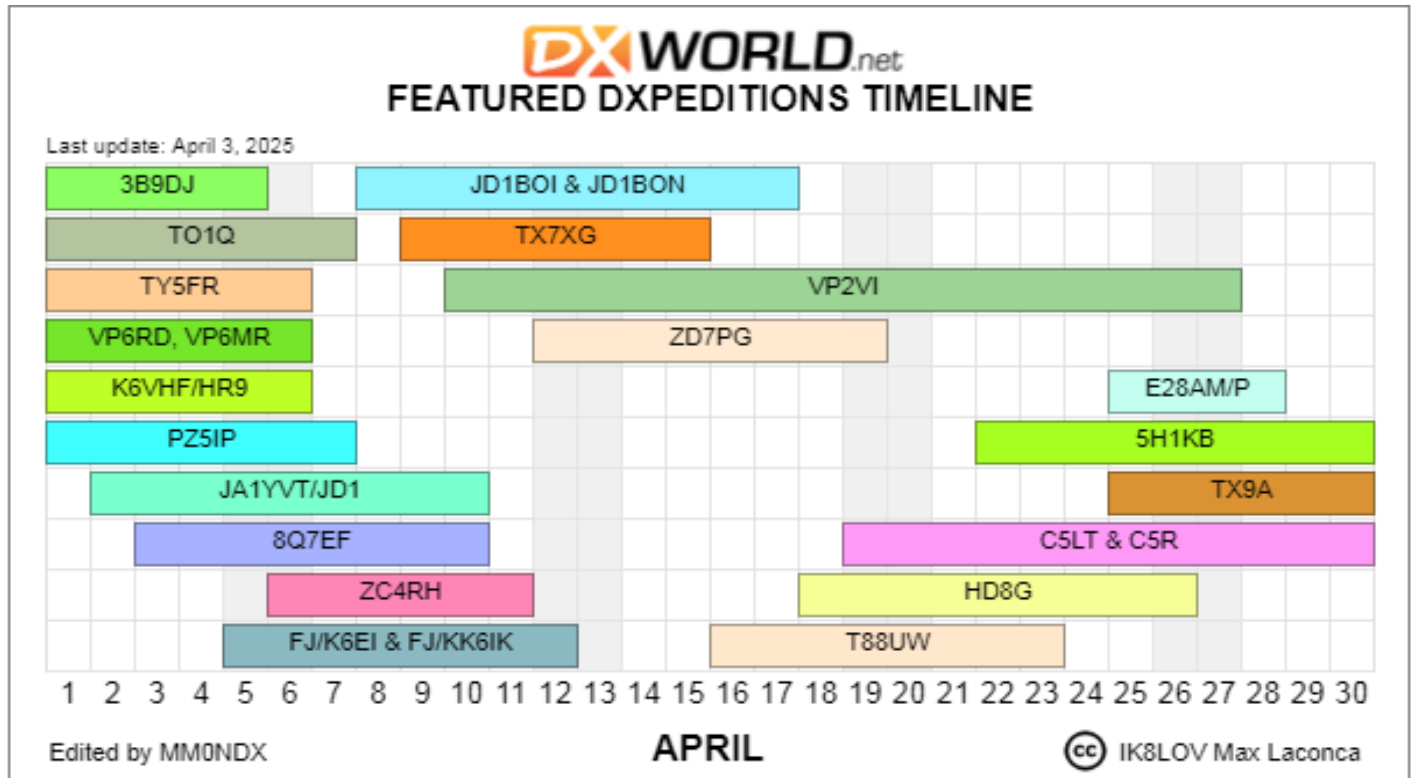 DX WORLD.net
FEATURED DXPEDITIONS TIMELINE
Last update: April 3, 2025
3B9DJ JD1BOI & JD1BON
TO1Q TX7XG
TY5FR VP2VI
VP6RD, VP6MR ZD7PG
K6VHF/HR9 E28AM/P
PZ5IP 5H1KB
JA1YVT/JD1 TX9A
8Q7EF C5LT & C5R
ZC4RH HD8G
FJ/K6EI & FJ/KK6IK T88UW
1 2 3 4 5 6 7 8 9 10 11 12 13 14 15 16 17 18 19 20 21 22 23 24 25 26 27 28 29 30
Edited by MM0NDX APRIL cc IK8LOV Max Laconca